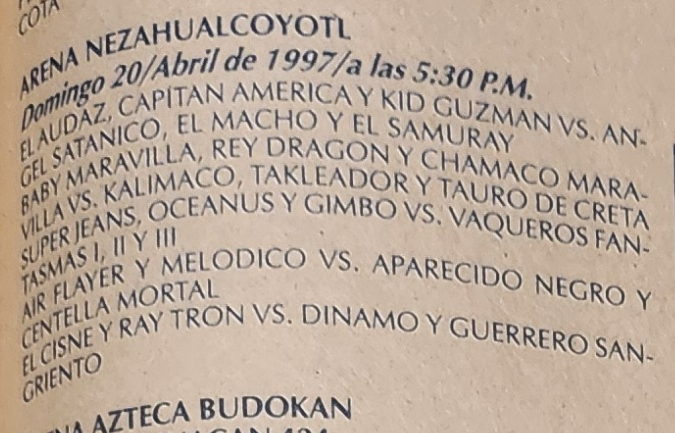 COTA
ARENA NEZAHUALCOYOTL
Domingo 20/Abril de 1997/a las 5:30 P.M.
EL AUDAZ, CAPITAN AMERICA Y KID GUZMAN VS. AN-
GEL SATANICO, EL MACHO Y EL SAMURAY
BABY MARAVILLA, REY DRAGON Y CHAMACO MARA-
VILLA VS. KALIMACO, TAKLEADOR Y TAURO DE CRETA
SUPER JEANS, OCEANUS Y GIMBO VS. VAQUEROS FAN-
TASMAS I, II Y III
AIR FLAYER Y MELODICO VS. APARECIDO NEGRO Y
CENTELLA MORTAL
EL CISNE Y RAY TRON VS. DINAMO Y GUERRERO SAN-
GRIENTO
AZTECA BUDOKAN